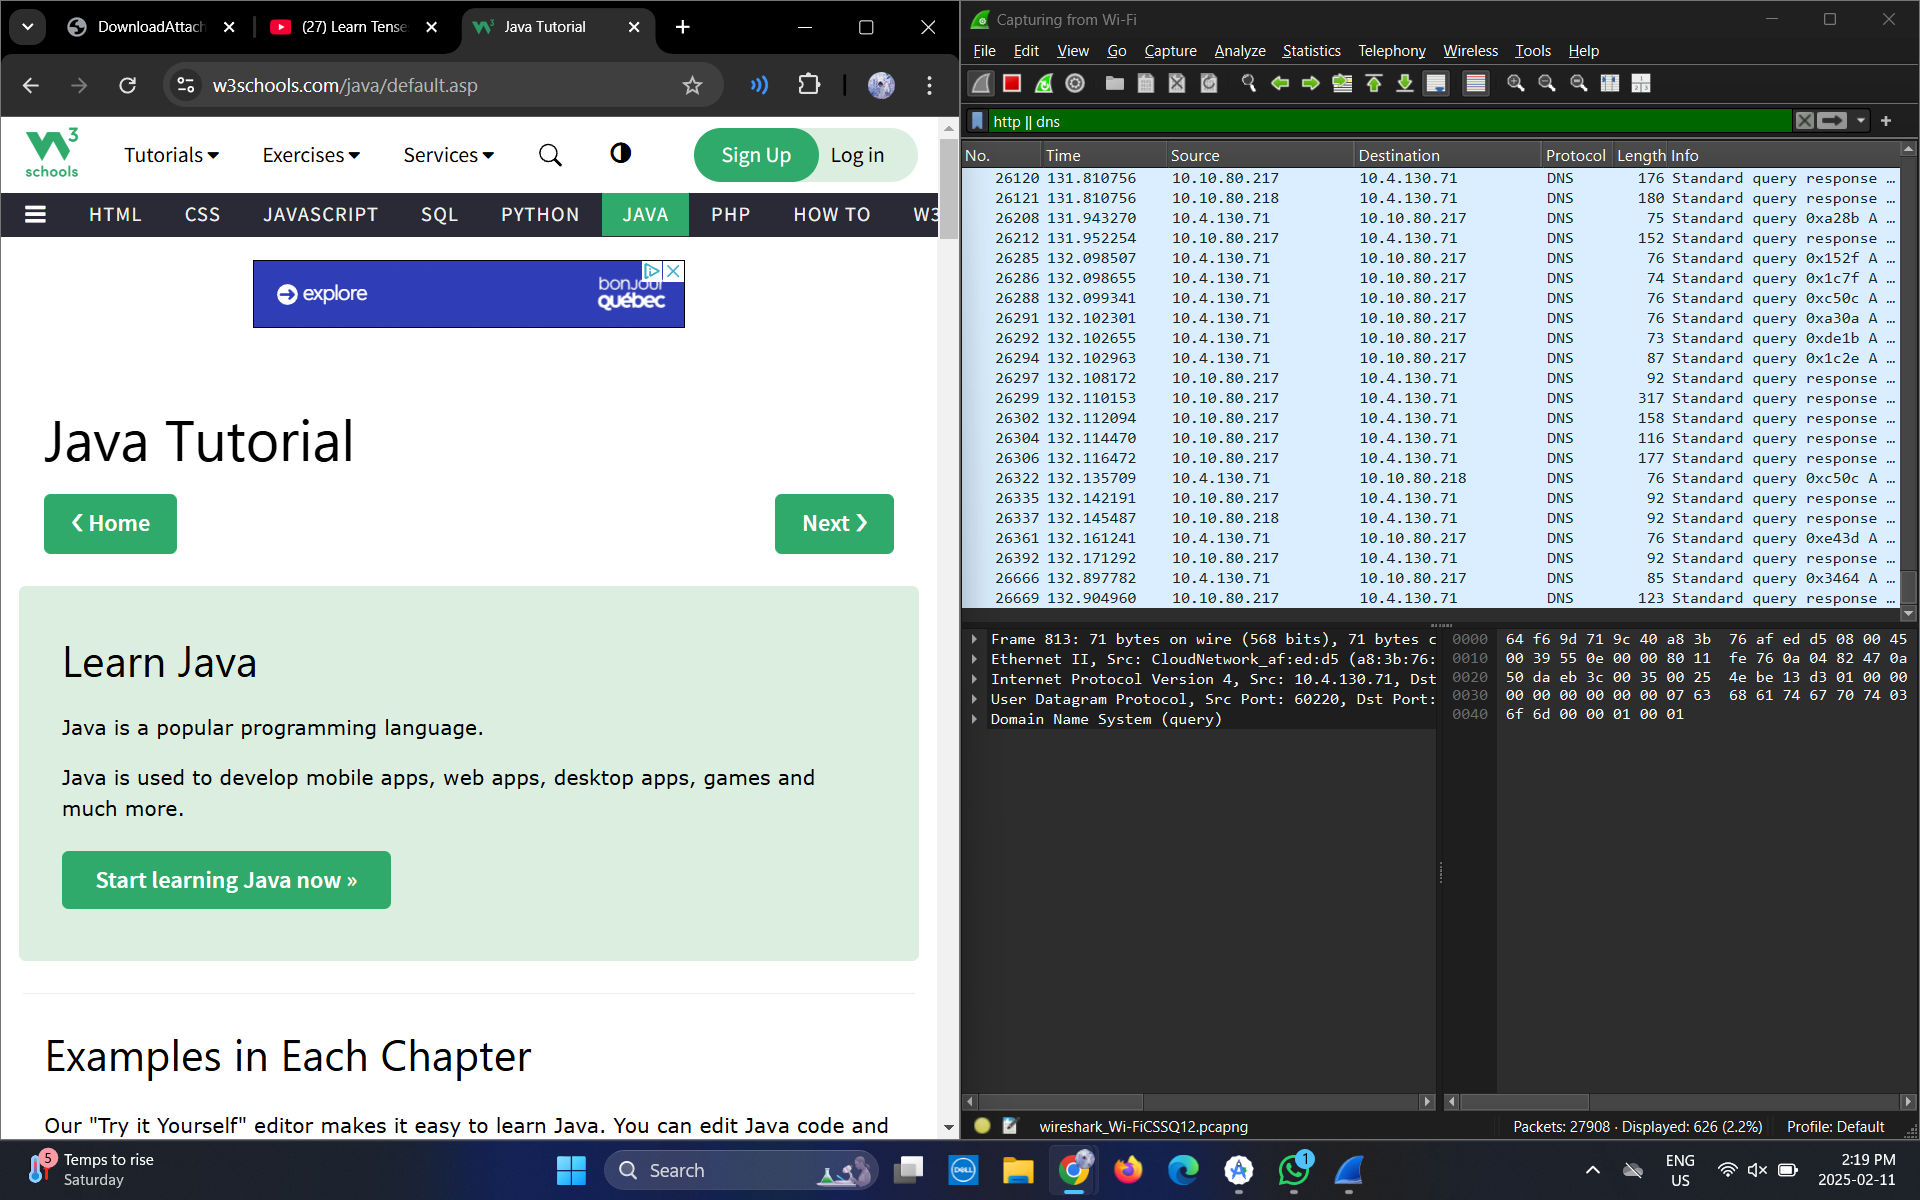 DownloadAttach
(27) Learn Tense
Java Tutorial
w3schools.com/java/default.asp
W3
schools
Tutorials
Exercises
Services
Sign Up
Log in
HTML
CSS
JAVASCRIPT
SQL
PYTHON
JAVA
PHP
HOW TO
W3
explore
bonjour
québec
Java Tutorial
❮ Home
Next ❯
Learn Java
Java is a popular programming language.
Java is used to develop mobile apps, web apps, desktop apps, games and
much more.
Start learning Java now »
Examples in Each Chapter
Our "Try it Yourself" editor makes it easy to learn Java. You can edit Java code and
Capturing from Wi-Fi
File Edit View Go Capture Analyze Statistics Telephony Wireless Tools Help
http || dns
No. Time Source Destination Protocol Length Info
26120 131.810756 10.10.80.217 10.4.130.71 DNS 176 Standard query response …
26121 131.810756 10.10.80.218 10.4.130.71 DNS 180 Standard query response …
26208 131.943270 10.4.130.71 10.10.80.217 DNS 75 Standard query 0xa28b A …
26212 131.952254 10.10.80.217 10.4.130.71 DNS 152 Standard query response …
26285 132.098507 10.4.130.71 10.10.80.217 DNS 76 Standard query 0x152f A …
26286 132.098655 10.4.130.71 10.10.80.217 DNS 74 Standard query 0x1c7f A …
26288 132.099341 10.4.130.71 10.10.80.217 DNS 76 Standard query 0xc50c A …
26291 132.102301 10.4.130.71 10.10.80.217 DNS 76 Standard query 0xa30a A …
26292 132.102655 10.4.130.71 10.10.80.217 DNS 73 Standard query 0xde1b A …
26294 132.102963 10.4.130.71 10.10.80.217 DNS 87 Standard query 0x1c2e A …
26297 132.108172 10.10.80.217 10.4.130.71 DNS 92 Standard query response …
26299 132.110153 10.10.80.217 10.4.130.71 DNS 317 Standard query response …
26302 132.112094 10.10.80.217 10.4.130.71 DNS 158 Standard query response …
26304 132.114470 10.10.80.217 10.4.130.71 DNS 116 Standard query response …
26306 132.116472 10.10.80.217 10.4.130.71 DNS 177 Standard query response …
26322 132.135709 10.4.130.71 10.10.80.218 DNS 76 Standard query 0xc50c A …
26335 132.142191 10.10.80.217 10.4.130.71 DNS 92 Standard query response …
26337 132.145487 10.10.80.218 10.4.130.71 DNS 92 Standard query response …
26361 132.161241 10.4.130.71 10.10.80.217 DNS 76 Standard query 0xe43d A …
26392 132.171292 10.10.80.217 10.4.130.71 DNS 92 Standard query response …
26666 132.897782 10.4.130.71 10.10.80.217 DNS 85 Standard query 0x3464 A …
26669 132.904960 10.10.80.217 10.4.130.71 DNS 123 Standard query response …
Frame 813: 71 bytes on wire (568 bits), 71 bytes c
Ethernet II, Src: CloudNetwork_af:ed:d5 (a8:3b:76:
Internet Protocol Version 4, Src: 10.4.130.71, Dst
User Datagram Protocol, Src Port: 60220, Dst Port:
Domain Name System (query)
0000 64 f6 9d 71 9c 40 a8 3b 76 af ed d5 08 00 45
0010 00 39 55 0e 00 00 80 11 fe 76 0a 04 82 47 0a
0020 50 da eb 3c 00 35 00 25 4e be 13 d3 01 00 00
0030 00 00 00 00 00 00 07 63 68 61 74 67 70 74 03
0040 6f 6d 00 00 01 00 01
wireshark_Wi-FiCSSQ12.pcapng
Packets: 27908 · Displayed: 626 (2.2%)
Profile: Default
5
Temps to rise
Saturday
Search
DELL
1
ENG
US
2:19 PM
2025-02-11